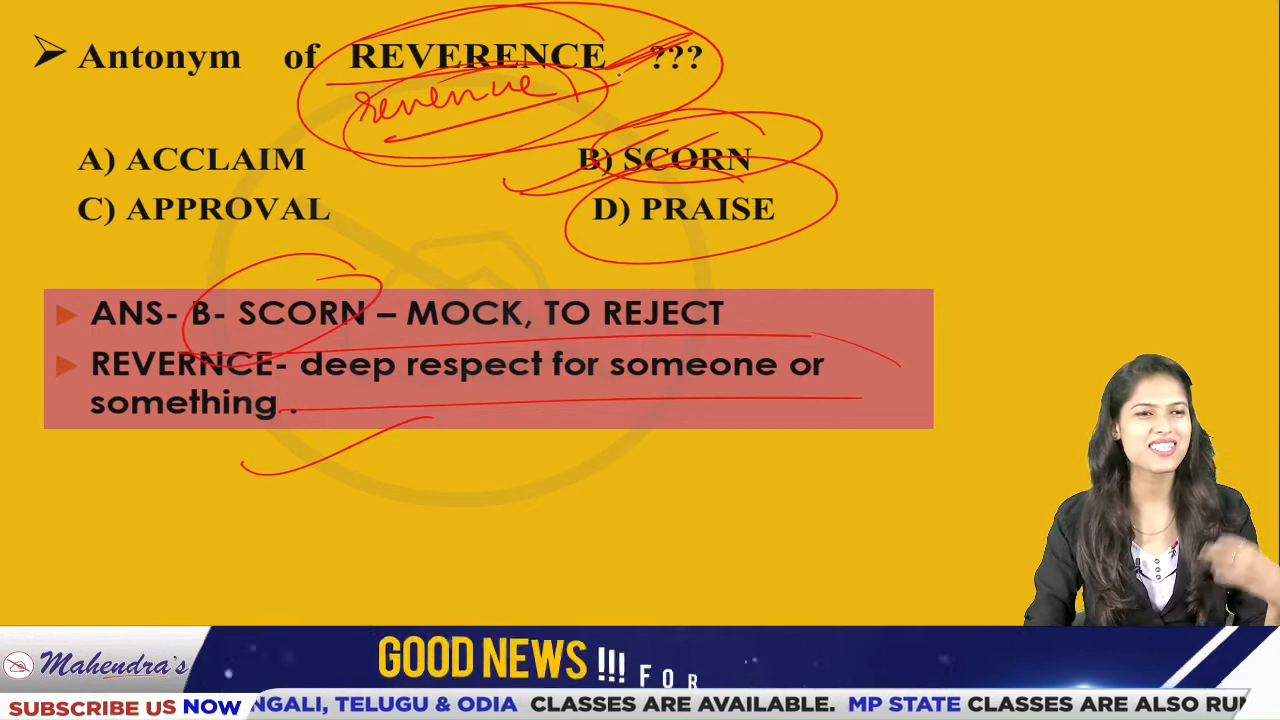 Antonym of REVERENCE ???
revenue
A) ACCLAIM B) SCORN
C) APPROVAL D) PRAISE
ANS- B- SCORN – MOCK, TO REJECT
REVERNCE- deep respect for someone or
something .
GOOD NEWS !!! FOR
Mahendra's
SUBSCRIBE US NOW NGALI, TELUGU & ODIA CLASSES ARE AVAILABLE. MP STATE CLASSES ARE ALSO RU